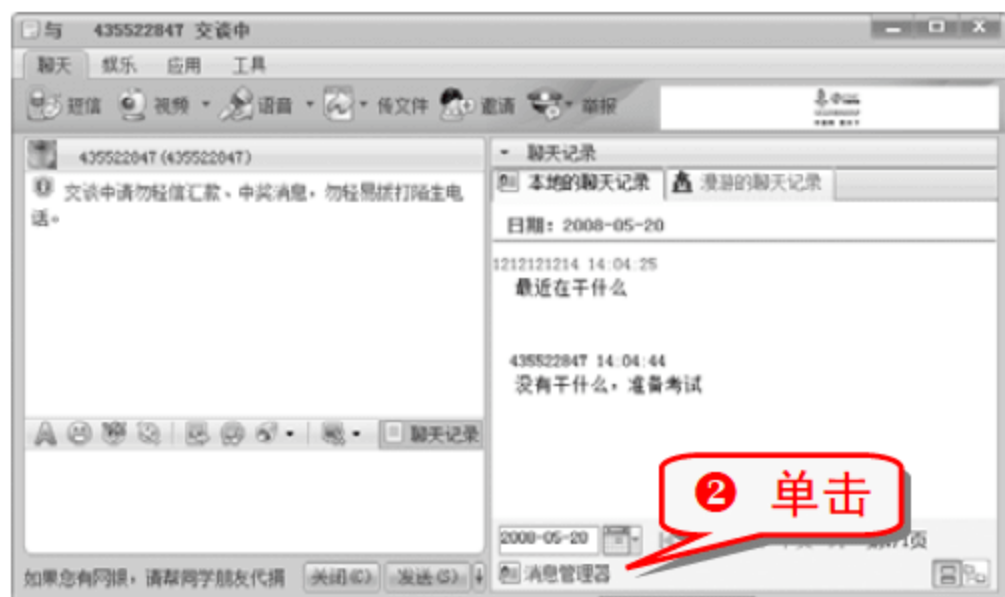 与 435522847 交谈中
聊天 娱乐 应用 工具
短信 视频 语音 传文件 邀请 举报
435522847(435522847)
交谈中请勿轻信汇款、中奖消息,勿轻易拨打陌生电
话。
聊天记录
本地的聊天记录 漫游的聊天记录
日期: 2008-05-20
1212121214 14:04:25
最近在干什么
435522847 14:04:44
没有干什么,准备考试
聊天记录
❷ 单击
2008-05-20
如果您有网银,请帮同学朋友代捐 关闭(C) 发送(S)
消息管理器